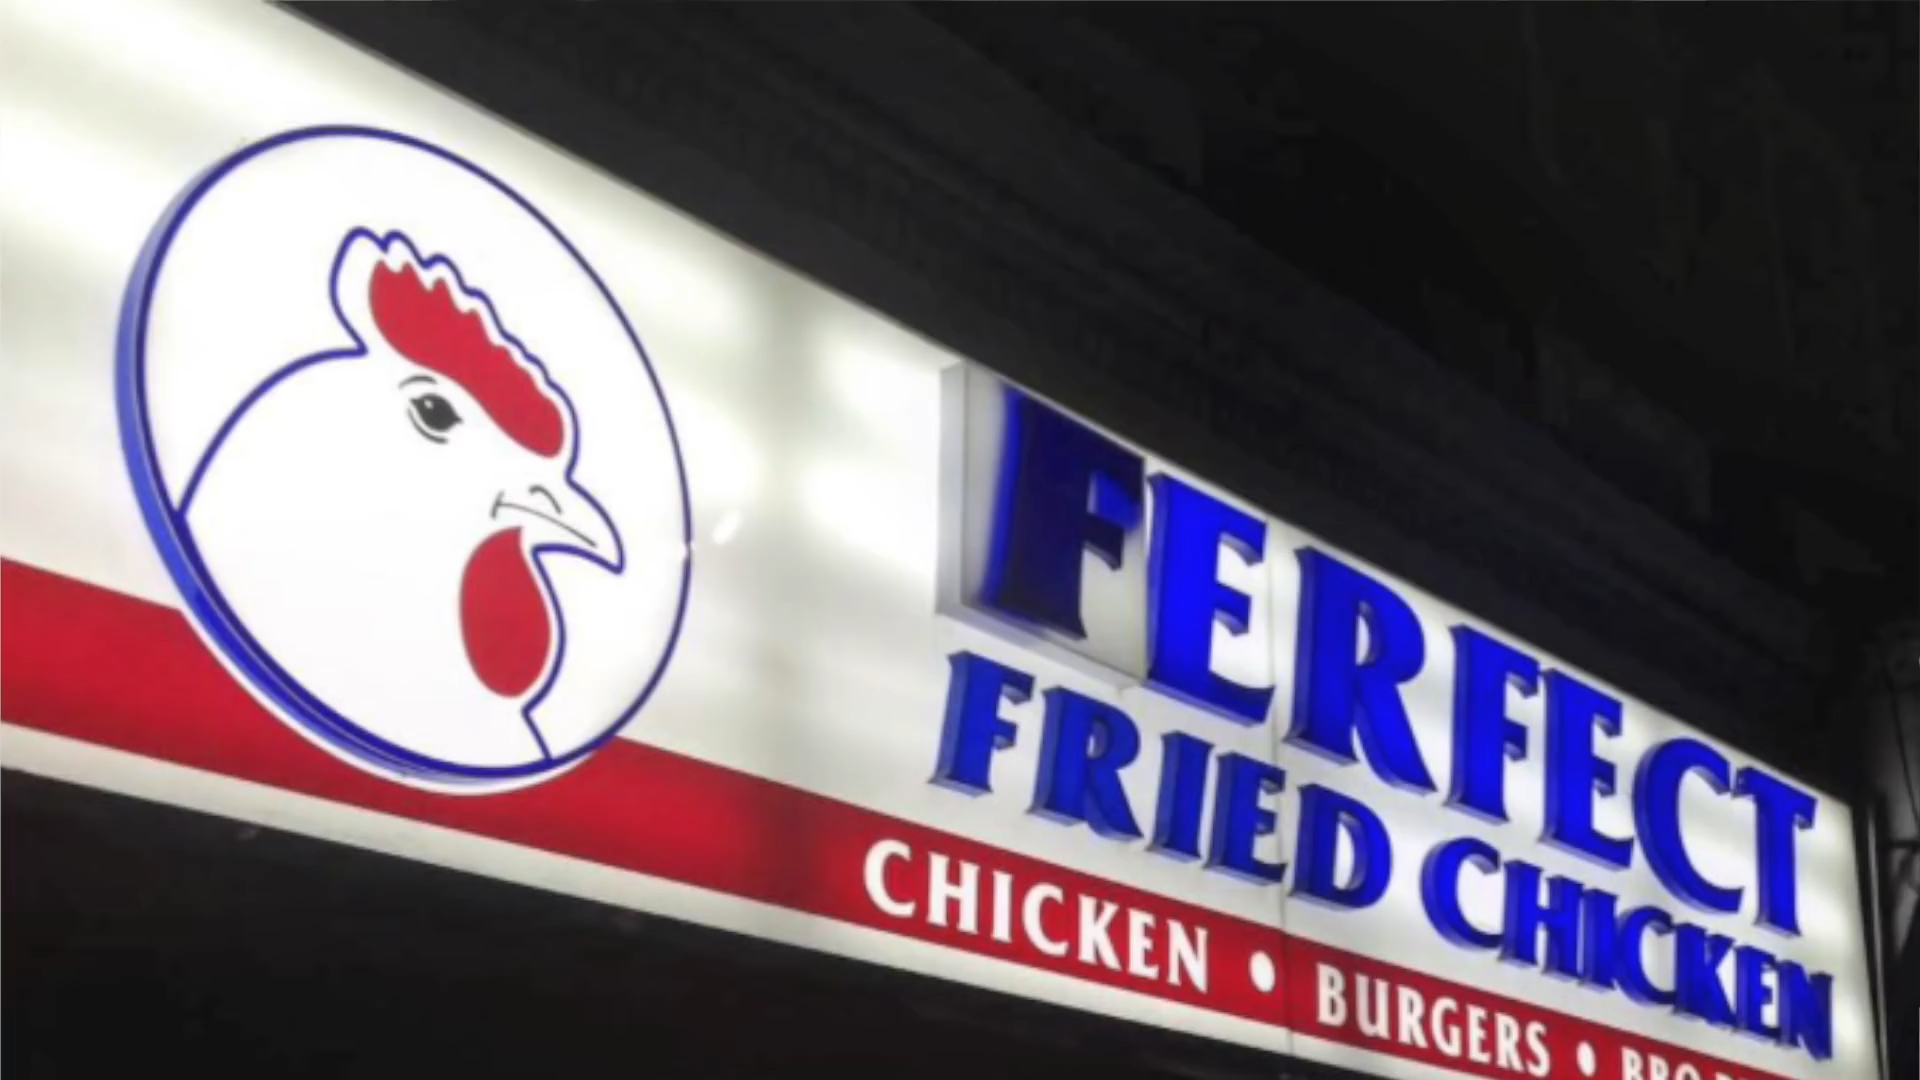 FERFECT
FRIED CHICKEN
CHICKEN • BURGERS •